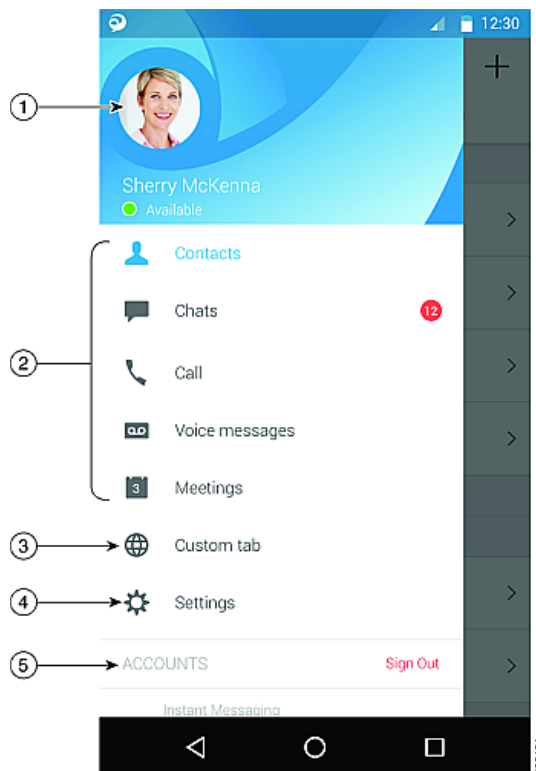 12:30
1
Sherry McKenna
Available
Contacts
Chats
12
2
Call
Voice messages
3
Meetings
3
Custom tab
4
Settings
5
ACCOUNTS
Sign Out
Instant Messaging